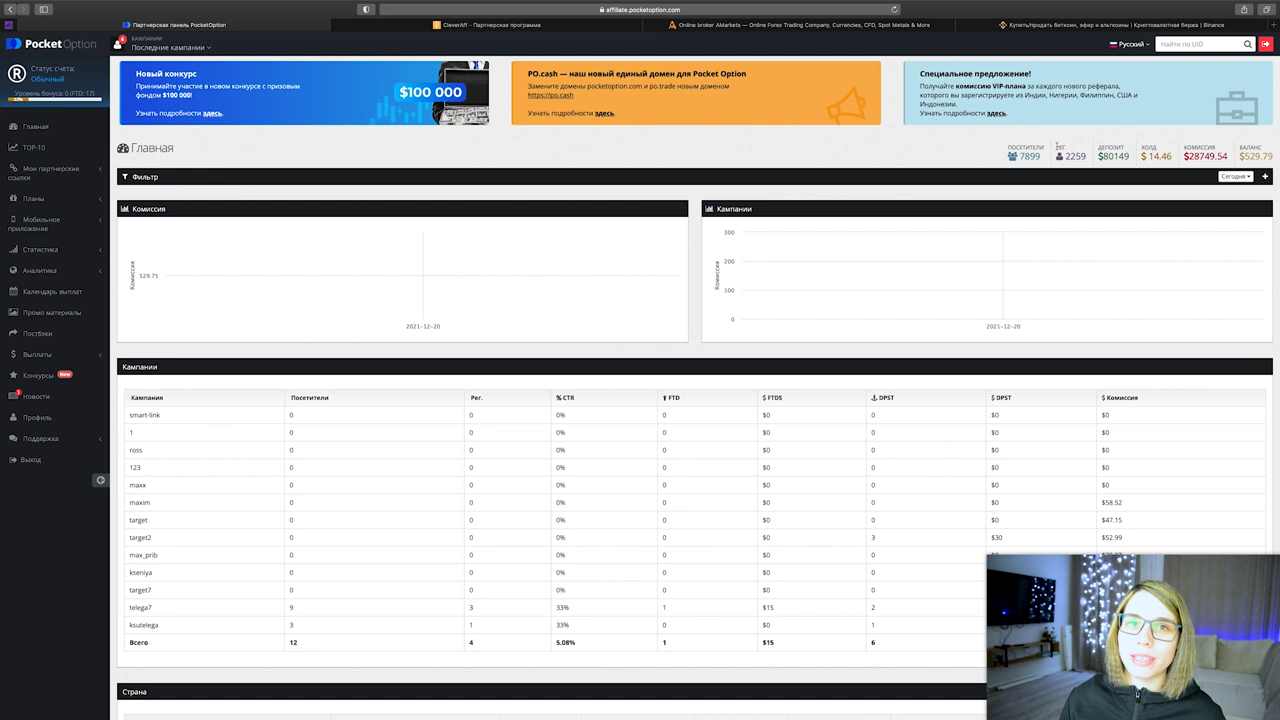 affiliate.pocketoption.com
Партнерская панель PocketOption
CleverAff – Партнерская программа
Online broker AMarkets — Online Forex Trading Company, Currencies, CFD, Spot Metals & More
Купить/продать биткоин, эфир и альткоины | Криптовалютная биржа | Binance
PocketOption
КАМПАНИИ
Последние кампании
Русский
Найти по UID
Статус счета:
Обычный
Уровень бонуса: 0 (FTD: 17)
Новый конкурс
Принимайте участие в новом конкурсе с призовым
фондом $100 000!
Узнать подробности здесь.
$100 000
PO.cash — наш новый единый домен для Pocket Option
Замените домены pocketoption.com и po.trade новым доменом
https://po.cash
Узнать подробности здесь.
Специальное предложение!
Получайте комиссию VIP-плана за каждого нового реферала,
которого вы зарегистрируете из Индии, Нигерии, Филиппин, США и
Индонезии.
Узнать подробности здесь.
Главная
TOP-10
Мои партнерские
ссылки
Планы
Мобильное
приложение
Статистика
Аналитика
Календарь выплат
Промо материалы
Постбэки
Выплаты
Конкурсы New
Новости
Профиль
Поддержка
Выход
Главная
ПОСЕТИТЕЛИ
7899
2259
ДЕПОЗИТ
$80149
ХОЛД
$ 14.46
КОМИССИЯ
$28749.54
БАЛАНС
$529.79
Фильтр
Сегодня
Комиссия
Комиссия
529.75
2021-12-20
Кампании
Комиссия
300
200
100
0
2021-12-20
Кампании
Кампания Посетители Рег. % CTR FTD $ FTDS DPST $ DPST $ Комиссия
smart-link 0 0 0% 0 $0 0 $0 $0
1 0 0 0% 0 $0 0 $0 $0
ross 0 0 0% 0 $0 0 $0 $0
123 0 0 0% 0 $0 0 $0 $0
maxx 0 0 0% 0 $0 0 $0 $0
maxim 0 0 0% 0 $0 0 $0 $58.52
target 0 0 0% 0 $0 0 $0 $47.15
target2 0 0 0% 0 $0 3 $30 $52.99
max_prib 0 0 0% 0 $0 0
kseniya 0 0 0% 0 $0 0
target7 0 0 0% 0 $0 0
telega7 9 3 33% 1 $15 2
ksutelega 3 1 33% 0 $0 1
Всего 12 4 5.08% 1 $15 6
Страна